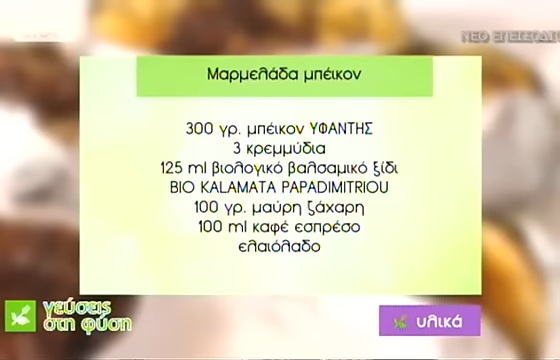 ΝΕΟ ΕΠΕΙΣΟΔΙΟ
Μαρμελάδα μπέικον
300 γρ. μπέικον ΥΦΑΝΤΗΣ
3 κρεμμύδια
125 ml βιολογικό βαλσαμικό ξίδι
BIO KALAMATA PAPADIMITRIOU
100 γρ. μαύρη ζάχαρη
100 ml καφέ εσπρέσο
ελαιόλαδο
γεύσεις
στη φύση
υλικά